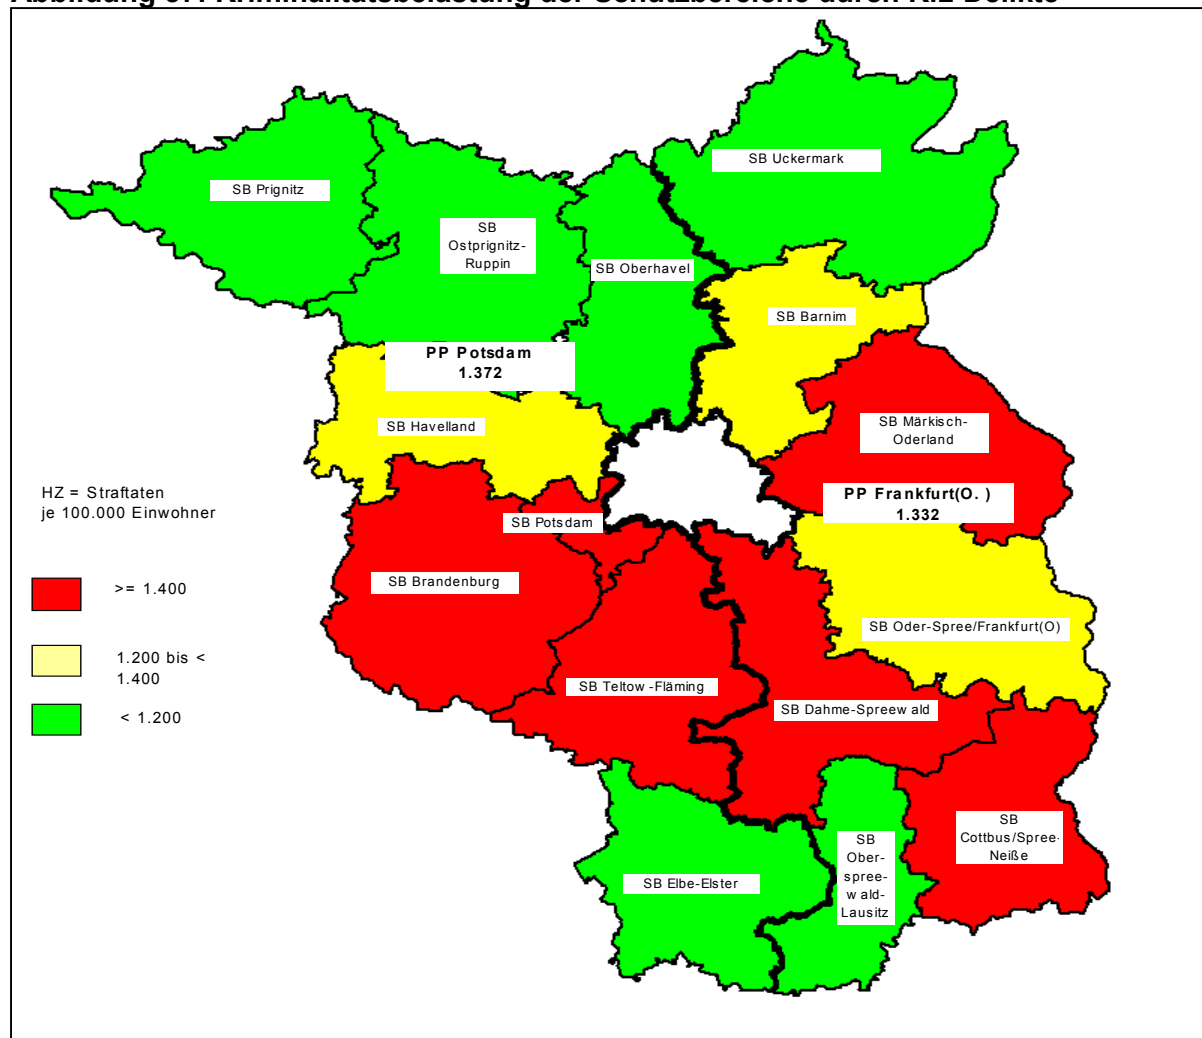 SB Uckermark
SB Prignitz
SB
Ostprignitz-
Ruppin
SB Oberhavel
SB Barnim
PP Potsdam
1.372
SB Havelland
SB Märkisch-
Oderland
HZ = Straftaten
je 100.000 Einwohner
PP Frankfurt(O. )
1.332
SB Potsdam
SB Brandenburg
>= 1.400
SB Oder-Spree/Frankfurt(O)
1.200 bis <
1.400
SB Teltow -Fläming
SB Dahme-Spreew ald
< 1.200
SB
Cottbus/Spree-
Neiße
SB
Ober-
spree-
w ald-
Lausitz
SB Elbe-Elster